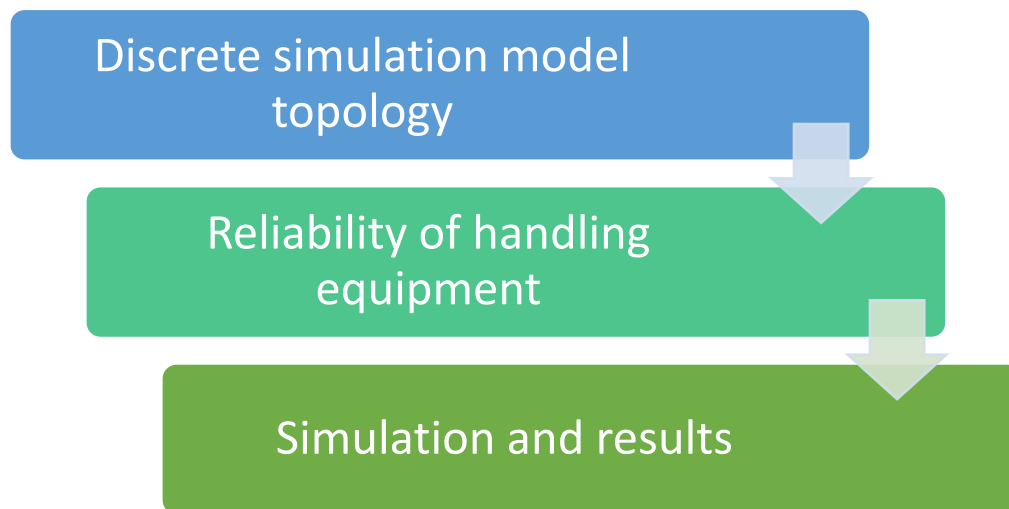 Discrete simulation model
topology
Reliability of handling
equipment
Simulation and results